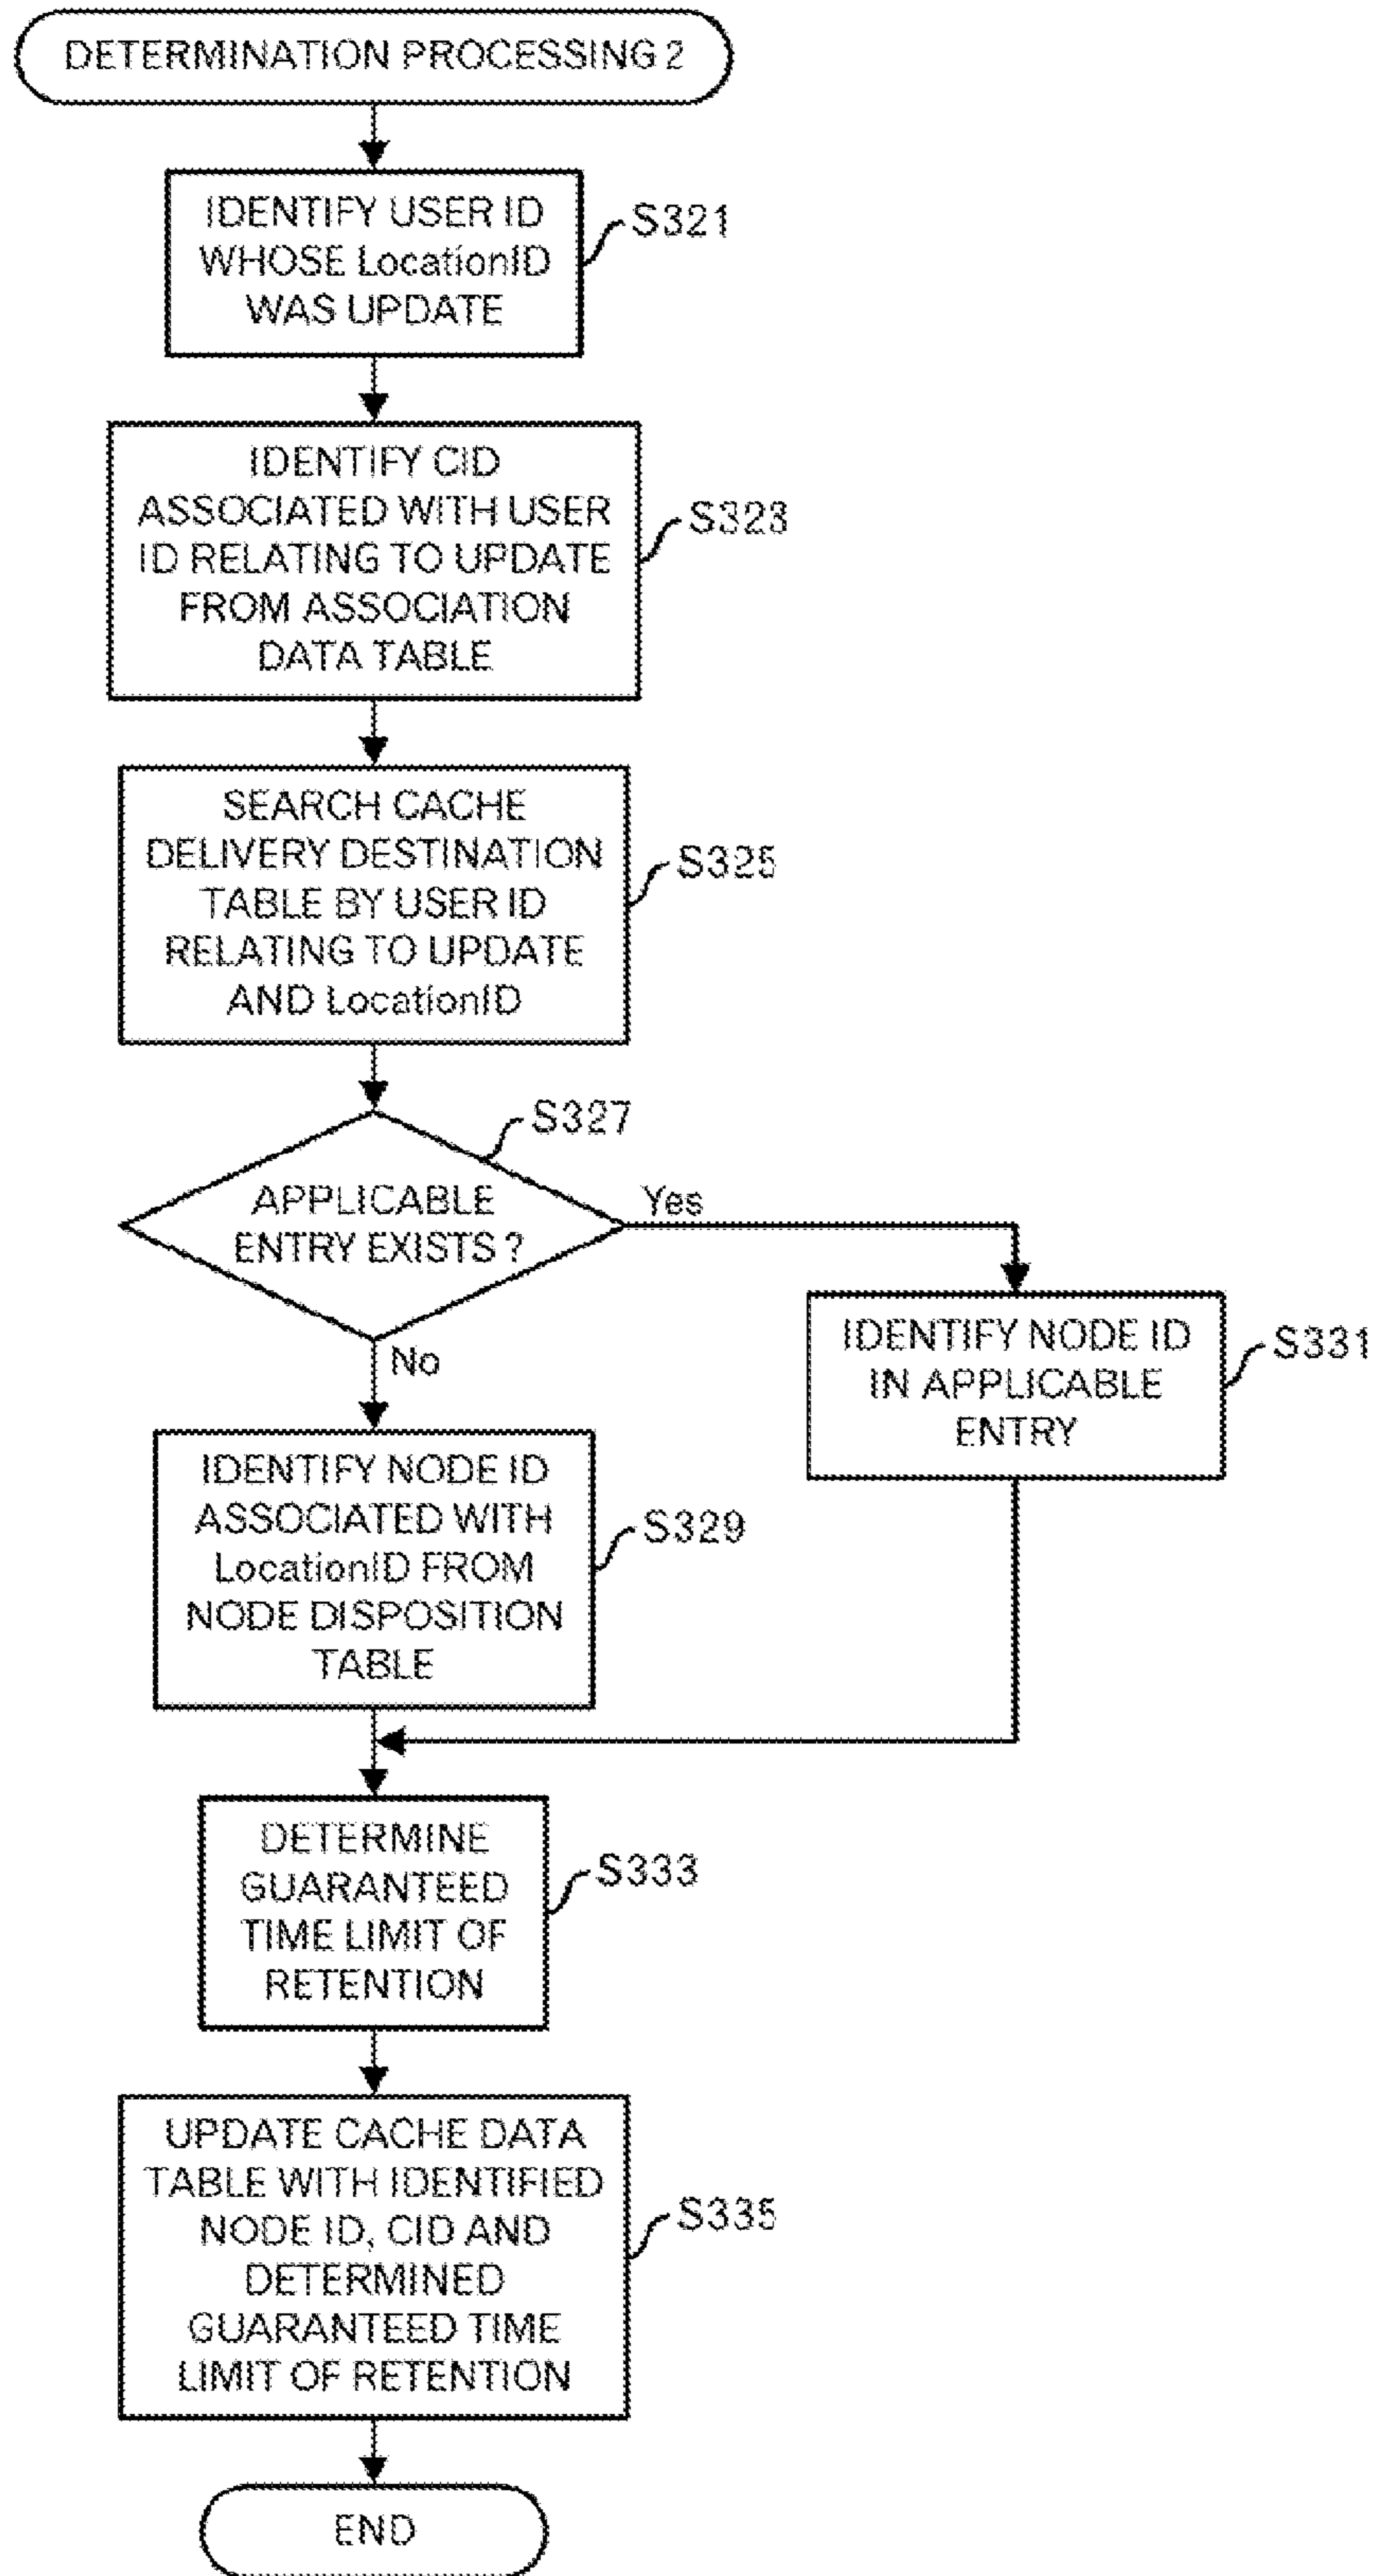 DETERMINATION PROCESSING 2
IDENTIFY USER ID
WHOSE LocationID
WAS UPDATE
S321
IDENTIFY CID
ASSOCIATED WITH USER
ID RELATING TO UPDATE
FROM ASSOCIATION
DATA TABLE
S323
SEARCH CACHE
DELIVERY DESTINATION
TABLE BY USER ID
RELATING TO UPDATE
AND LocationID
S325
S327
APPLICABLE
ENTRY EXISTS ?
Yes
No
IDENTIFY NODE ID
IN APPLICABLE
ENTRY
S331
IDENTIFY NODE ID
ASSOCIATED WITH
LocationID FROM
NODE DISPOSITION
TABLE
S329
DETERMINE
GUARANTEED
TIME LIMIT OF
RETENTION
S333
UPDATE CACHE DATA
TABLE WITH IDENTIFIED
NODE ID, CID AND
DETERMINED
GUARANTEED TIME
LIMIT OF RETENTION
S335
END